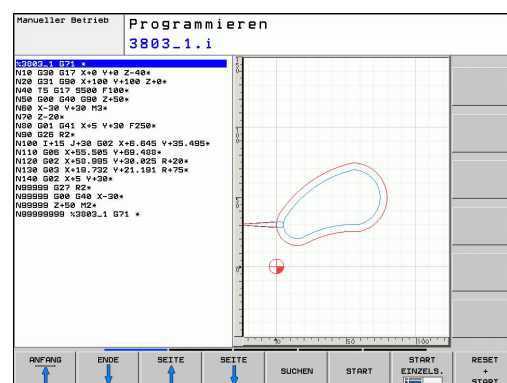 Manueller Betrieb
Programmieren
3803_1.i
%3803_1 G71 *
N10 G30 G17 X+0 Y+0 Z-40*
N20 G31 G90 X+100 Y+100 Z+0*
N40 T5 G17 S500 F100*
N50 G00 G40 G90 Z+50*
N60 X-30 Y+30 M3*
N70 Z-20*
N80 G01 G41 X+5 Y+30 F250*
N90 G26 R2*
N100 I+15 J+30 G02 X+6.645 Y+35.495*
N110 G06 X+55.505 Y+69.488*
N120 G02 X+58.995 Y+30.025 R+20*
N130 G03 X+19.732 Y+21.191 R+75*
N140 G02 X+5 Y+30*
N99999 G27 R2*
N99999 G00 G40 X-30*
N99999 Z+50 M2*
N99999999 %3803_1 G71 *
0
50
100
ANFANG
ENDE
SEITE
SEITE
SUCHEN
START
START
EINZELS.
RESET
+
START